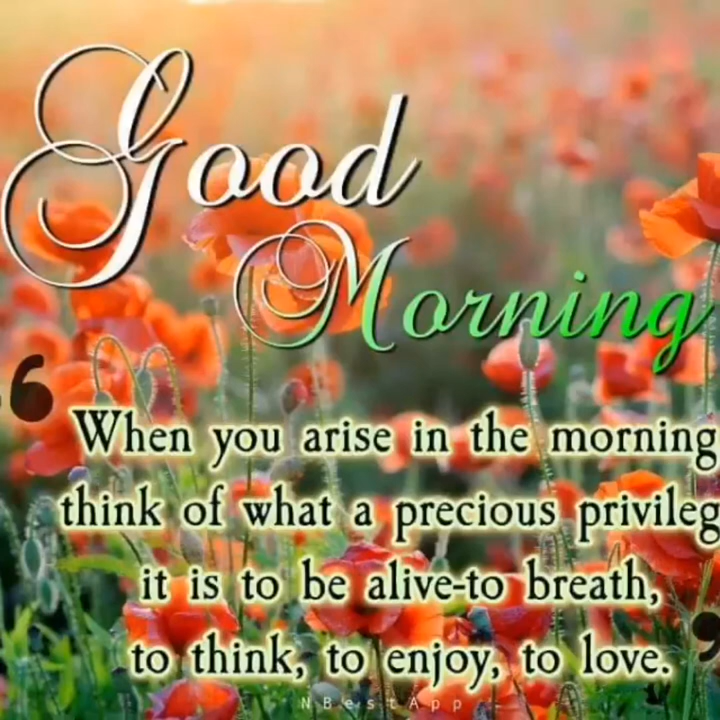 Good
Morning
“
When you arise in the morning
think of what a precious privileg
it is to be alive-to breath,
to think, to enjoy, to love.
”
NBestApp